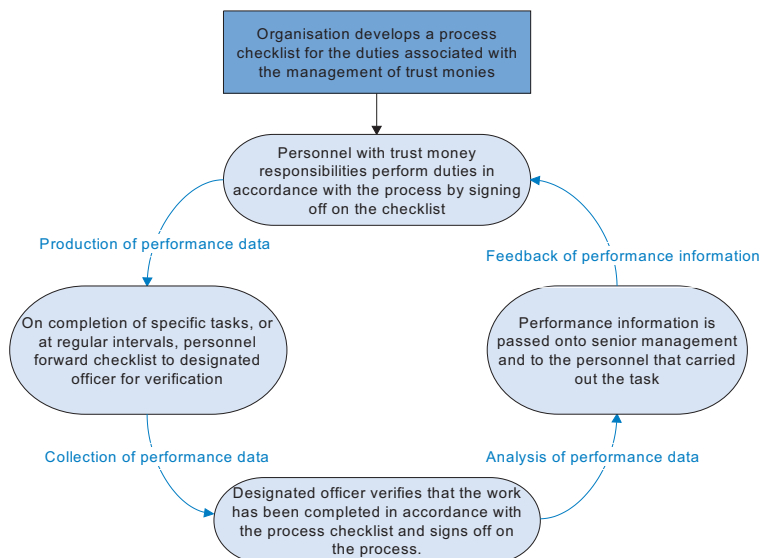 Organisation develops a process
checklist for the duties associated with
the management of trust monies
Personnel with trust money
responsibilities perform duties in
accordance with the process by signing
off on the checklist
Production of performance data
Feedback of performance information
On completion of specific tasks, or
at regular intervals, personnel
forward checklist to designated
officer for verification
Performance information is
passed onto senior management
and to the personnel that carried
out the task
Collection of performance data
Analysis of performance data
Designated officer verifies that the work
has been completed in accordance with
the process checklist and signs off on
the process.